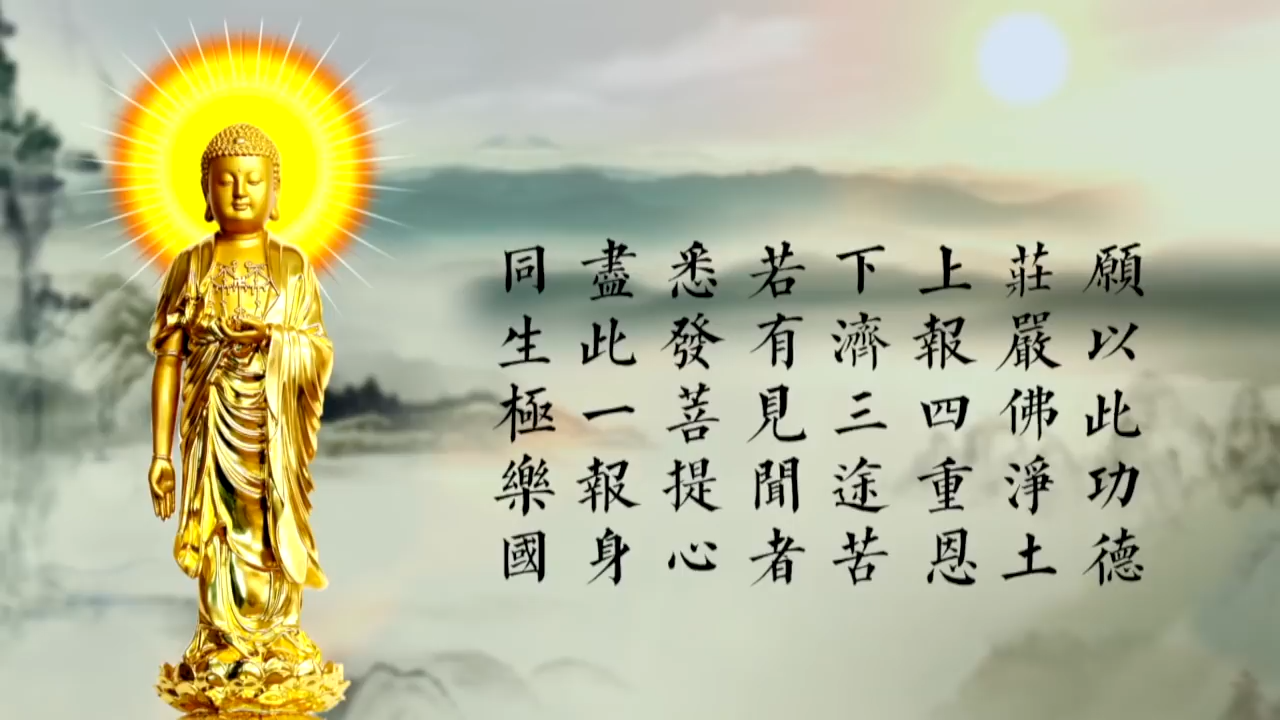 願以此功德
莊嚴佛淨土
上報四重恩
下濟三途苦
若有見聞者
悉發菩提心
盡此一報身
同生極樂國